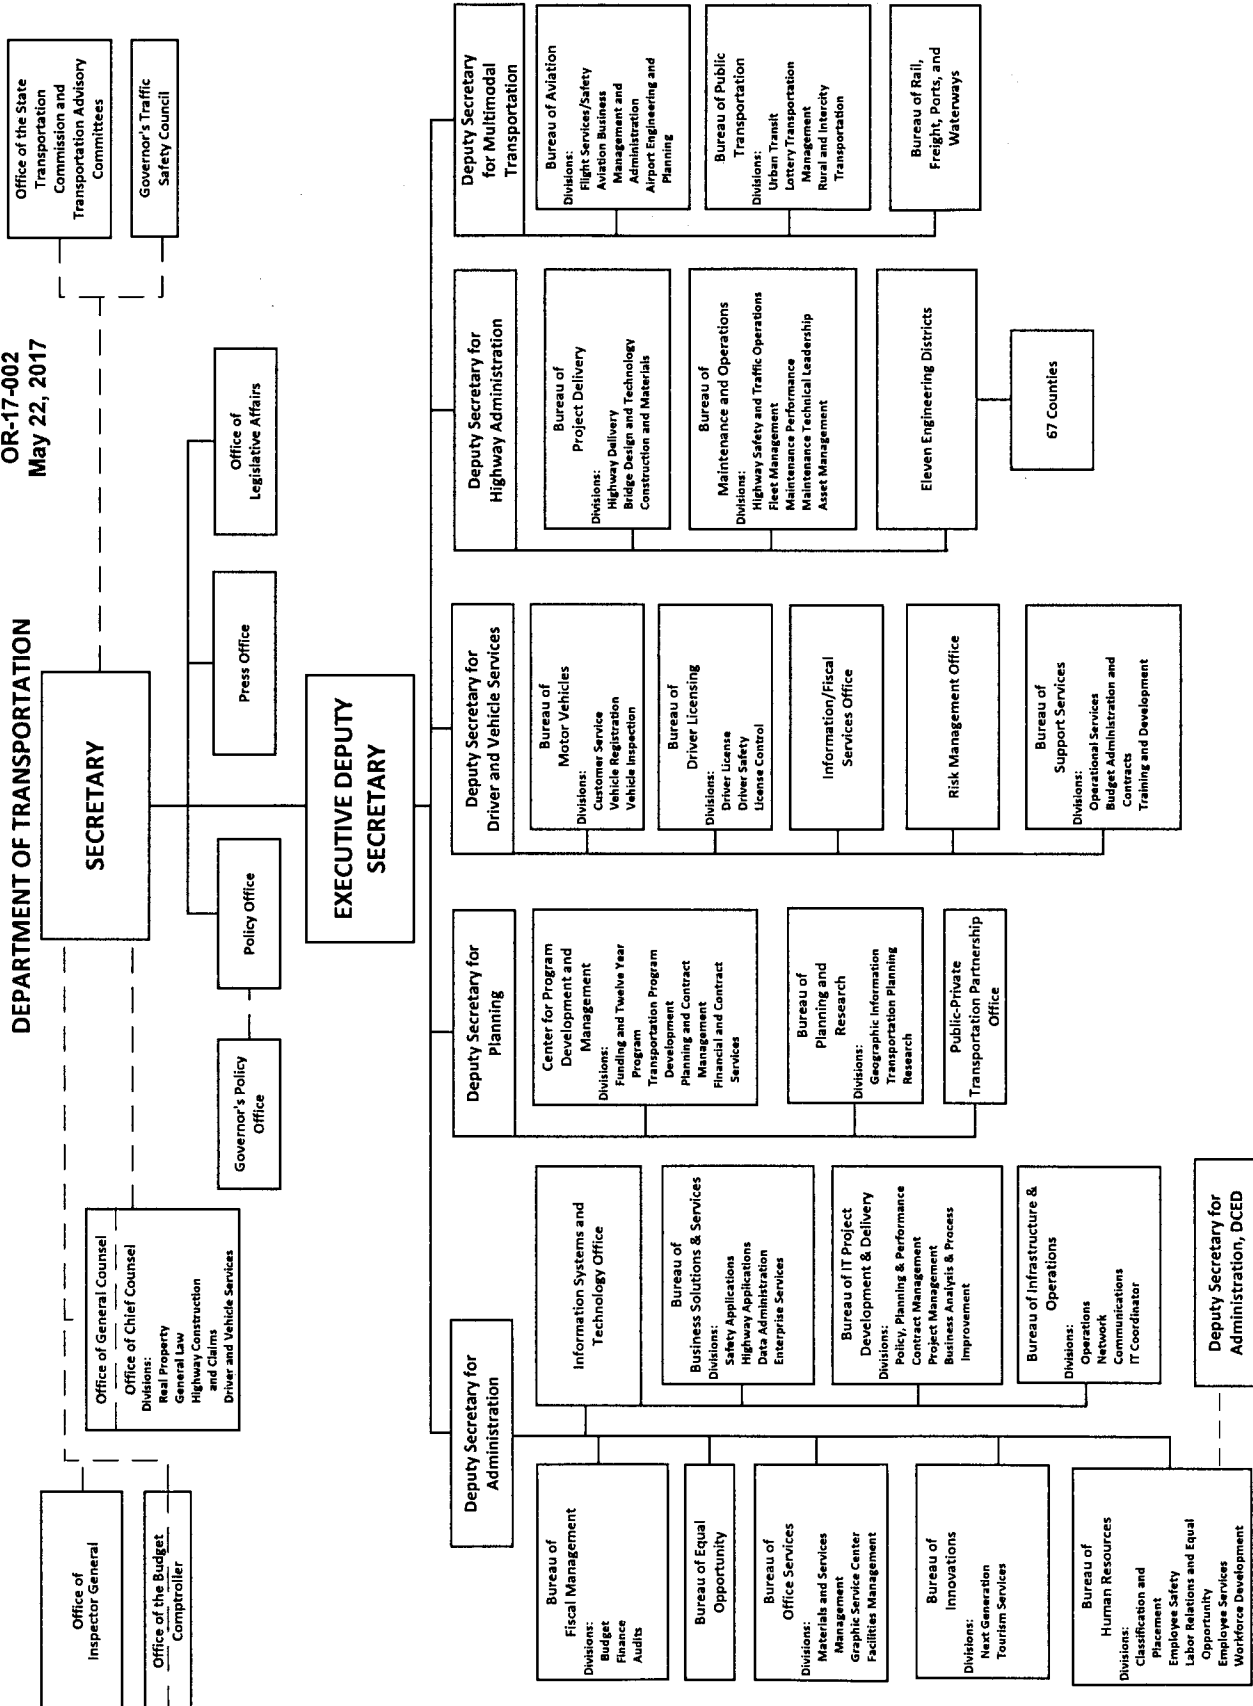 DEPARTMENT OF TRANSPORTATION
OR-17-002
May 22, 2017
Office of
Inspector General
Office of the Budget
Comptroller
Office of General Counsel
Office of Chief Counsel
Divisions:
Real Property
General Law
Highway Construction
and Claims
Driver and Vehicle Services
SECRETARY
Office of the State
Transportation
Commission and
Transportation Advisory
Committees
Governor's Traffic
Safety Council
Governor's Policy
Office
Policy Office
Press Office
Office of
Legislative Affairs
EXECUTIVE DEPUTY
SECRETARY
Deputy Secretary for
Administration
Bureau of
Fiscal Management
Divisions:
Budget
Finance
Audits
Bureau of Equal
Opportunity
Bureau of
Office Services
Divisions:
Materials and Services
Management
Graphic Service Center
Facilities Management
Bureau of
Innovations
Divisions:
Next Generation
Tourism Services
Bureau of
Human Resources
Divisions:
Classification and
Placement
Employee Safety
Labor Relations and Equal
Opportunity
Employee Services
Workforce Development
Information Systems and
Technology Office
Bureau of
Business Solutions & Services
Divisions:
Safety Applications
Highway Applications
Data Administration
Enterprise Services
Bureau of IT Project
Development & Delivery
Divisions:
Policy, Planning & Performance
Contract Management
Project Management
Business Analysis & Process
Improvement
Bureau of Infrastructure &
Operations
Divisions:
Operations
Network
Communications
IT Coordinator
Deputy Secretary for
Administration, DCED
Deputy Secretary for
Planning
Center for Program
Development and
Management
Divisions:
Funding and Twelve Year
Program
Transportation Program
Development
Planning and Contract
Management
Financial and Contract
Services
Bureau of
Planning and
Research
Divisions:
Geographic Information
Transportation Planning
Research
Public-Private
Transportation Partnership
Office
Deputy Secretary for
Driver and Vehicle Services
Bureau of
Motor Vehicles
Divisions:
Customer Service
Vehicle Registration
Vehicle Inspection
Bureau of
Driver Licensing
Divisions:
Driver License
Driver Safety
License Control
Information/Fiscal
Services Office
Risk Management Office
Bureau of
Support Services
Divisions:
Operational Services
Budget Administration and
Contracts
Training and Development
Deputy Secretary for
Highway Administration
Bureau of
Project Delivery
Divisions:
Highway Delivery
Bridge Design and Technology
Construction and Materials
Bureau of
Maintenance and Operations
Divisions:
Highway Safety and Traffic Operations
Fleet Management
Maintenance Performance
Maintenance Technical Leadership
Asset Management
Eleven Engineering Districts
67 Counties
Deputy Secretary
for Multimodal
Transportation
Bureau of Aviation
Divisions:
Flight Services/Safety
Aviation Business
Management and
Administration
Airport Engineering and
Planning
Bureau of Public
Transportation
Divisions:
Urban Transit
Lottery Transportation
Management
Rural and Intercity
Transportation
Bureau of Rail,
Freight, Ports, and
Waterways